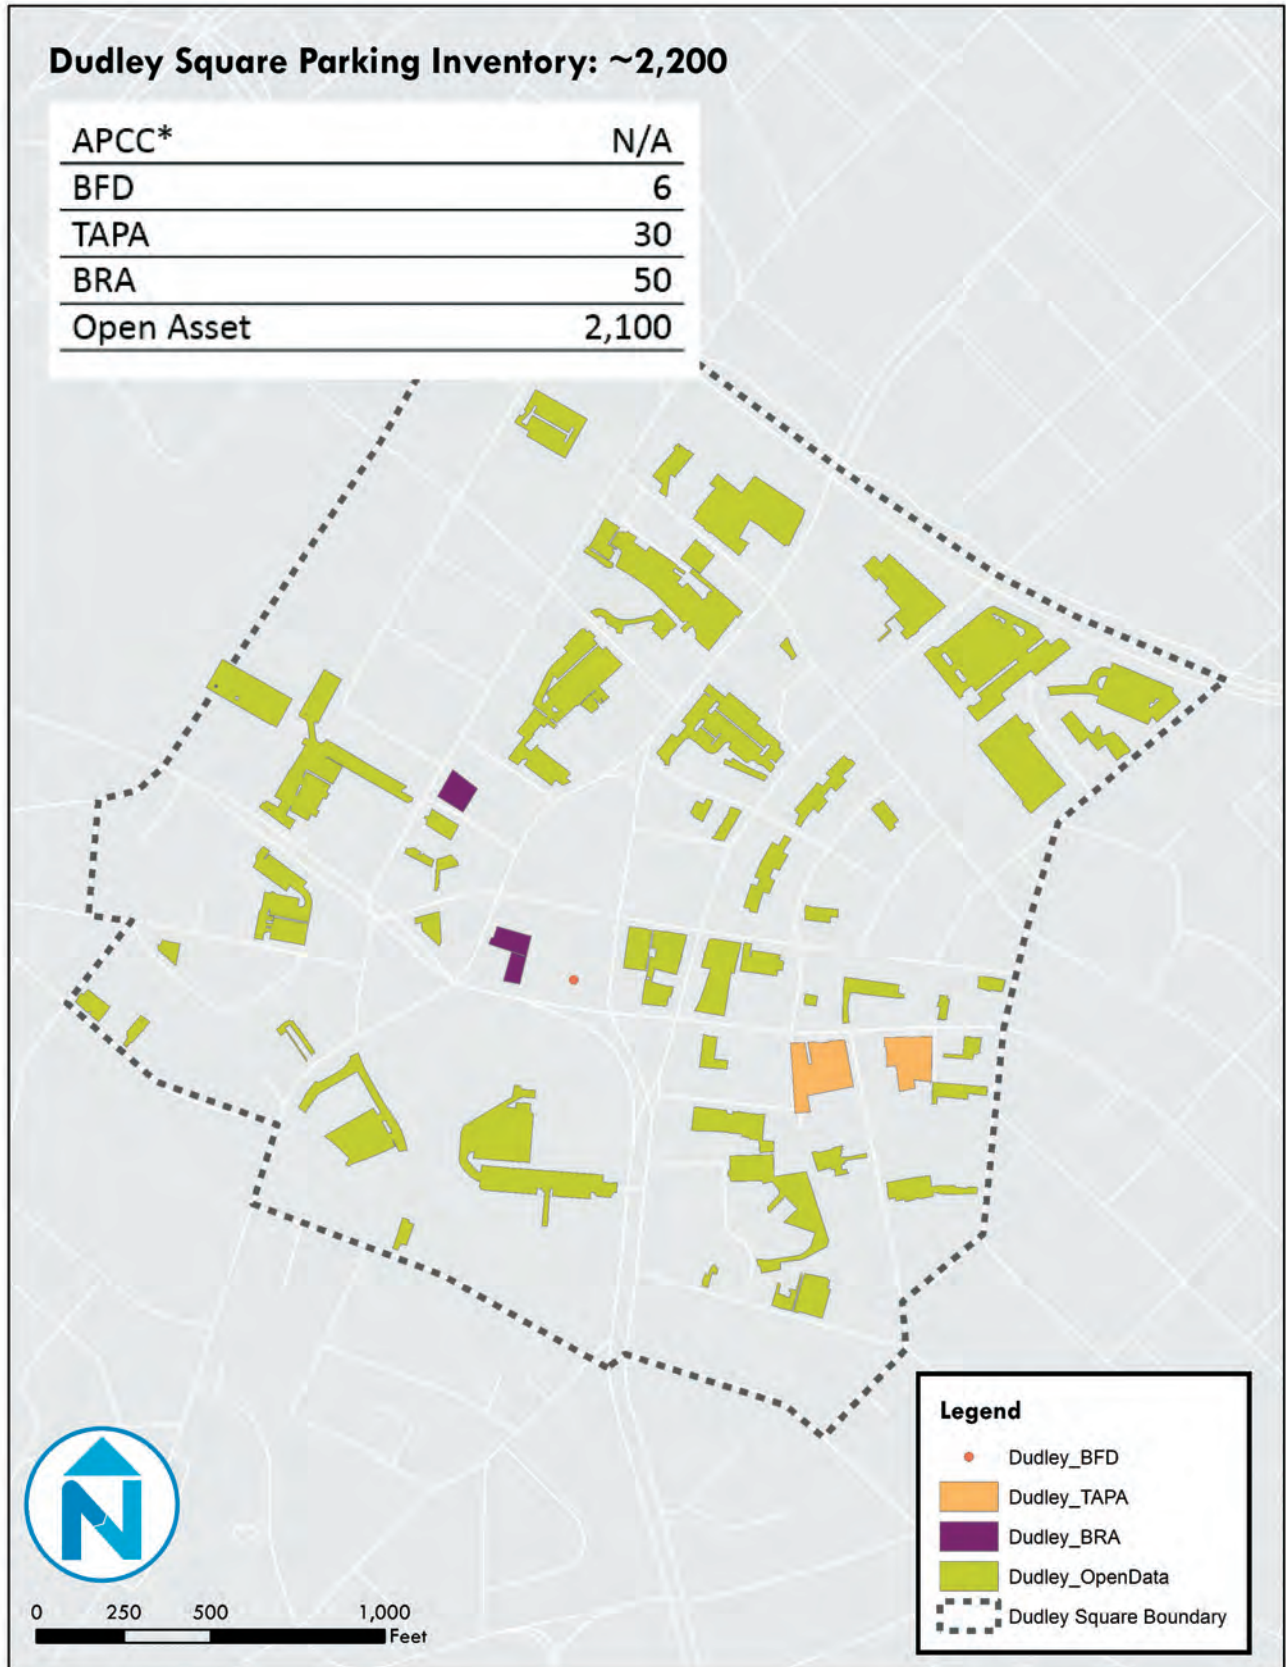 Dudley Square Parking Inventory: ~2,200
APCC* N/A
BFD 6
TAPA 30
BRA 50
Open Asset 2,100
Legend
Dudley_BFD
Dudley_TAPA
Dudley_BRA
Dudley_OpenData
Dudley Square Boundary
N
0 250 500 1,000
Feet